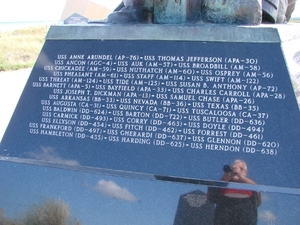 USS ANNE ARUNDEL (AP-76) USS THOMAS JEFFERSON (APA-30)
USS ANCON (AGC-4) USS AUK (AM-57) USS BROADBILL (AM-58)
USS CHICKADEE (AM-59) USS NUTHATCH (AM-60) USS OSPREY (AM-56)
USS PHEASANT (AM-61) USS STAFF (AM-114) USS SWIFT (AM-122)
USS THREAT (AM-124) USS TIDE (AM-125) USS SUSAN B. ANTHONY (AP-72)
USS BARNETT (APA-5) USS BAYFIELD (APA-33) USS CHARLES CARROLL (APA-28)
USS JOSEPH T. DICKMAN (APA-13) USS SAMUEL CHASE (APA-26)
USS ARKANSAS (BB-33) USS NEVADA (BB-36) USS TEXAS (BB-35)
USS AUGUSTA (CA-31) USS QUINCY (CA-71) USS TUSCALOOSA (CA-37)
USS BALDWIN (DD-624) USS BARTON (DD-722) USS BUTLER (DD-636)
USS CARMICK (DD-493) USS CORRY (DD-463) USS DOYLE (DD-494)
USS ELLYSON (DD-454) USS FITCH (DD-462) USS FORREST (DD-461)
USS FRANKFORD (DD-497) USS GHERARDI (DD-637) USS GLENNON (DD-620)
USS HAMBLETON (DD-455) USS HARDING (DD-625) USS HERNDON (DD-638)